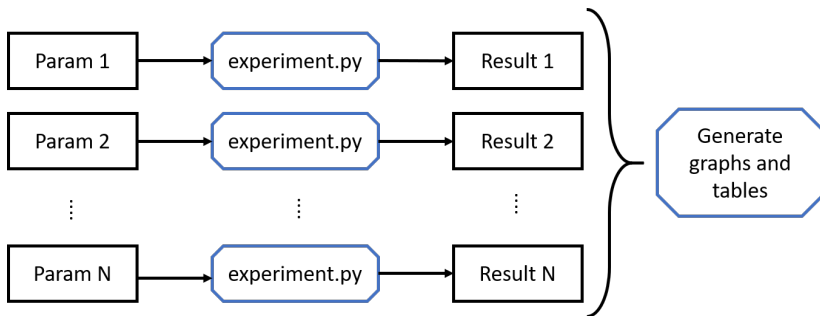 Param 1
experiment.py
Result 1
Param 2
experiment.py
Result 2
Param N
experiment.py
Result N
Generate
graphs and
tables